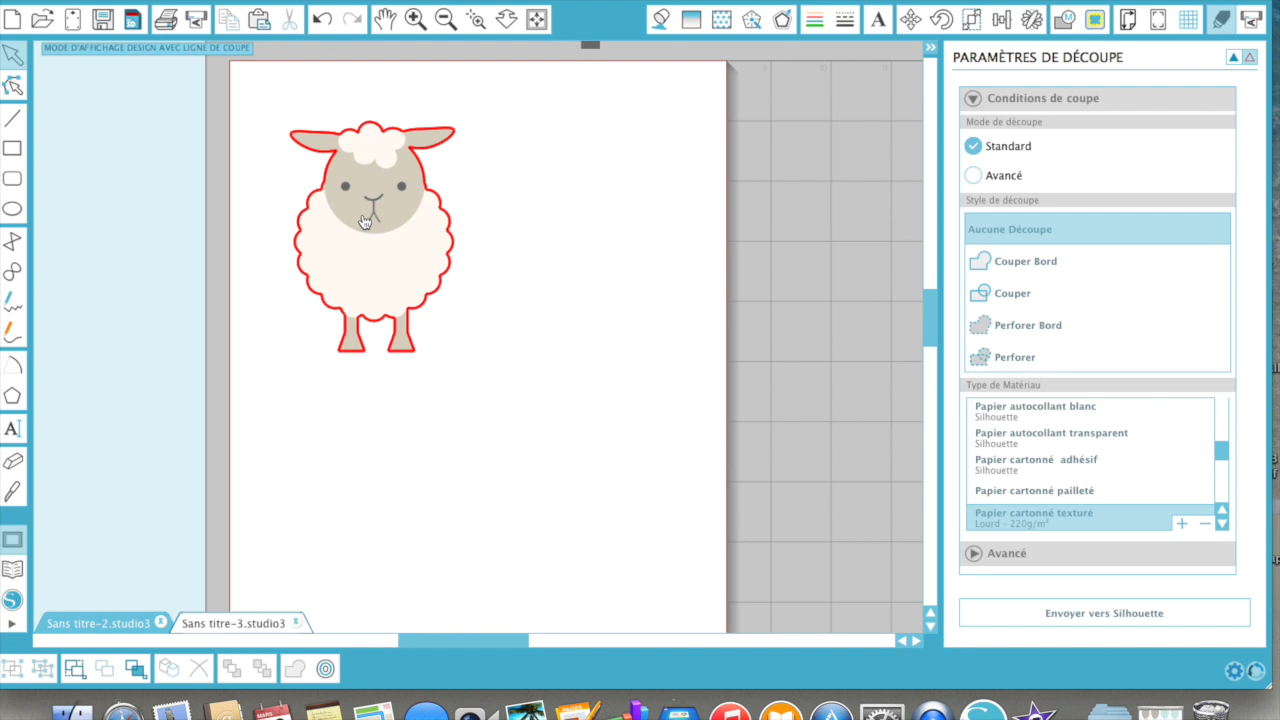 MODE D'AFFICHAGE DESIGN AVEC LIGNE DE COUPE
PARAMÈTRES DE DÉCOUPE
Conditions de coupe
Mode de découpe
Standard
Avancé
Style de découpe
Aucune Découpe
Couper Bord
Couper
Perforer Bord
Perforer
Type de Matériau
Papier autocollant blanc
Silhouette
Papier autocollant transparent
Silhouette
Papier cartonné adhésif
Silhouette
Papier cartonné pailleté
Papier cartonné texturé
Lourd - 220g/m²
Avancé
Envoyer vers Silhouette
Sans titre-2.studio3
Sans titre-3.studio3